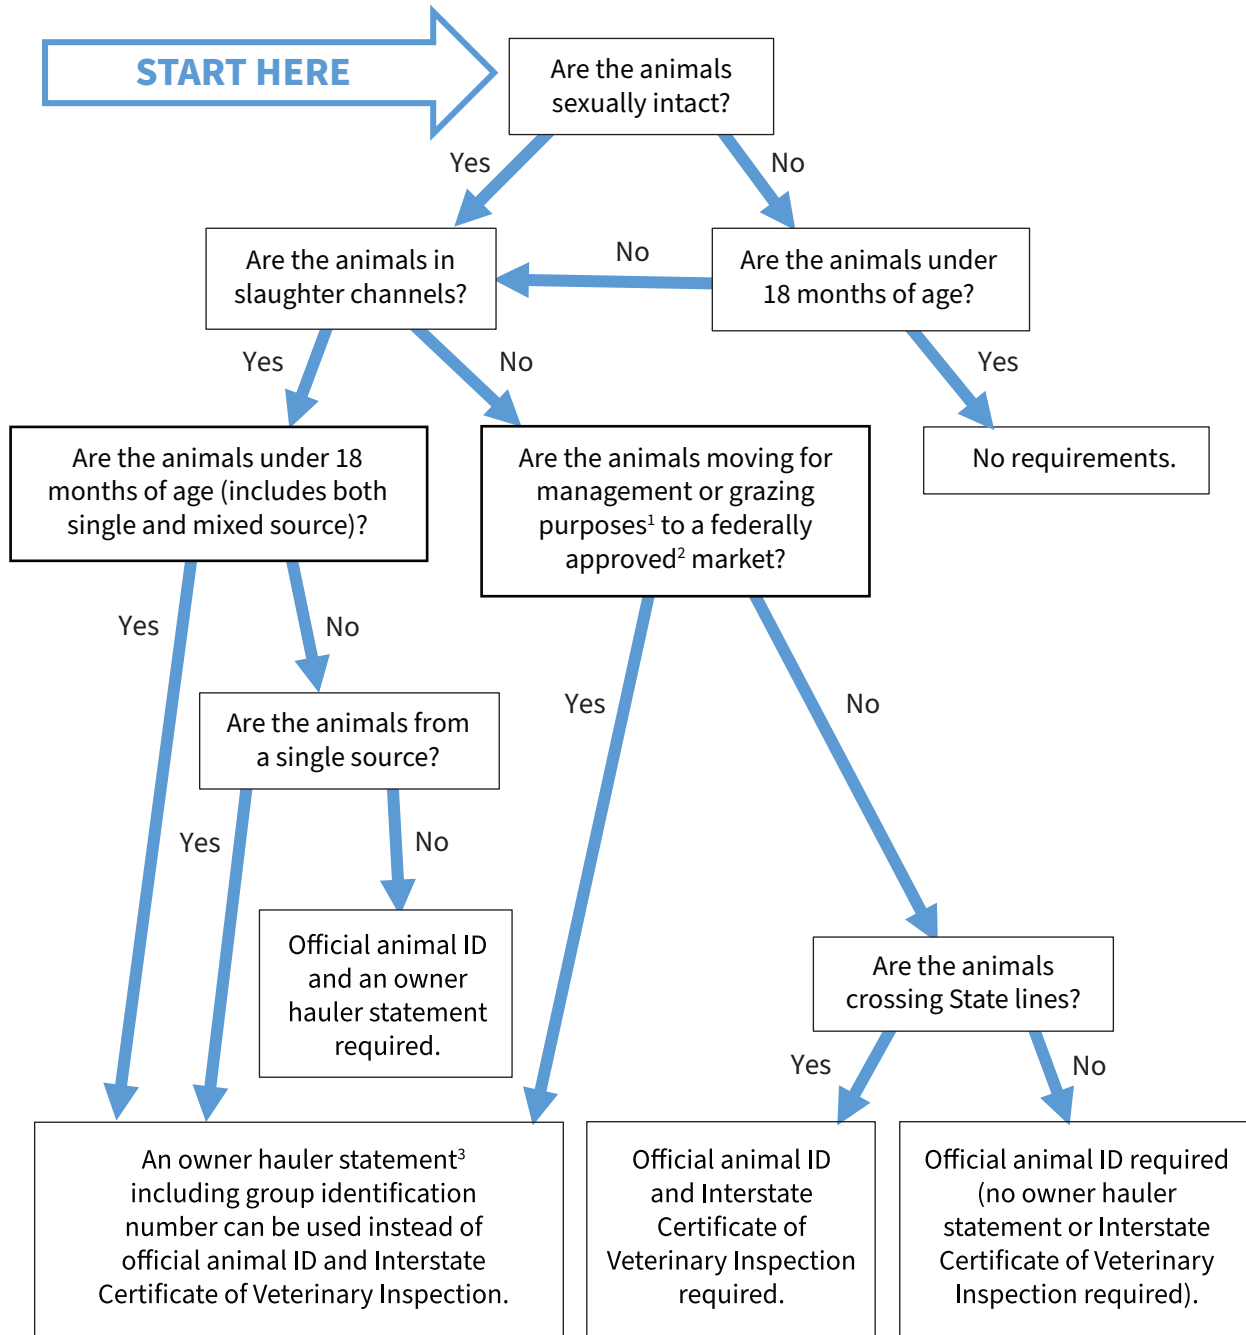 START HERE
Are the animals
sexually intact?
Yes
No
Are the animals in
slaughter channels?
No
Are the animals under
18 months of age?
Yes
No
Yes
Are the animals under 18
months of age (includes both
single and mixed source)?
Are the animals moving for
management or grazing
purposes¹ to a federally
approved² market?
No requirements.
Yes
No
Are the animals from
a single source?
Yes
No
Yes
No
Official animal ID
and an owner
hauler statement
required.
Are the animals
crossing State lines?
Yes
No
An owner hauler statement³
including group identification
number can be used instead of
official animal ID and Interstate
Certificate of Veterinary Inspection.
Official animal ID
and Interstate
Certificate of
Veterinary Inspection
required.
Official animal ID required
(no owner hauler
statement or Interstate
Certificate of Veterinary
Inspection required).